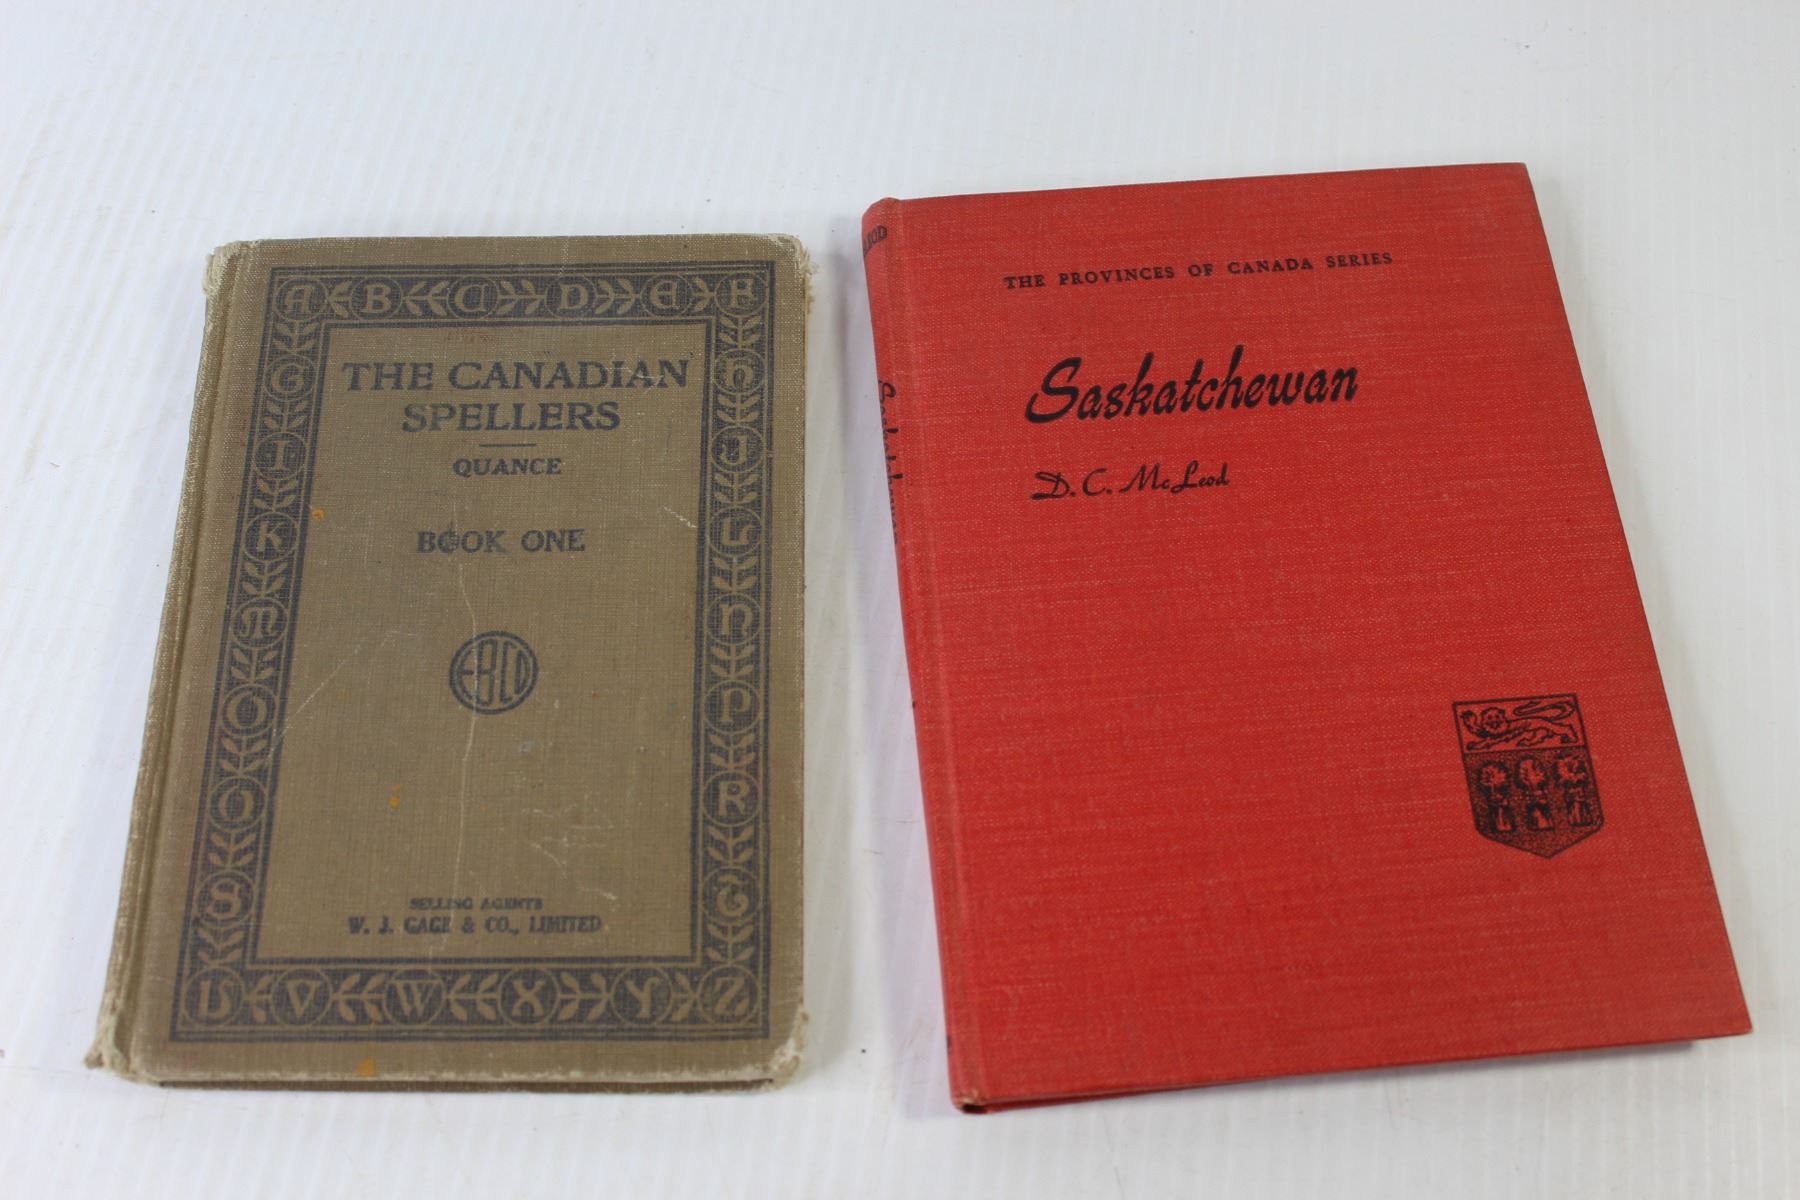 A B C D E F
G H
I J
K L
M N
O P
Q R
S T
U V W X Y Z
THE CANADIAN
SPELLERS
QUANCE
BOOK ONE
EBCO
SELLING AGENTS
W. J. GAGE & CO., LIMITED
THE PROVINCES OF CANADA SERIES
Saskatchewan
D. C. McLeod
Saskatchewan